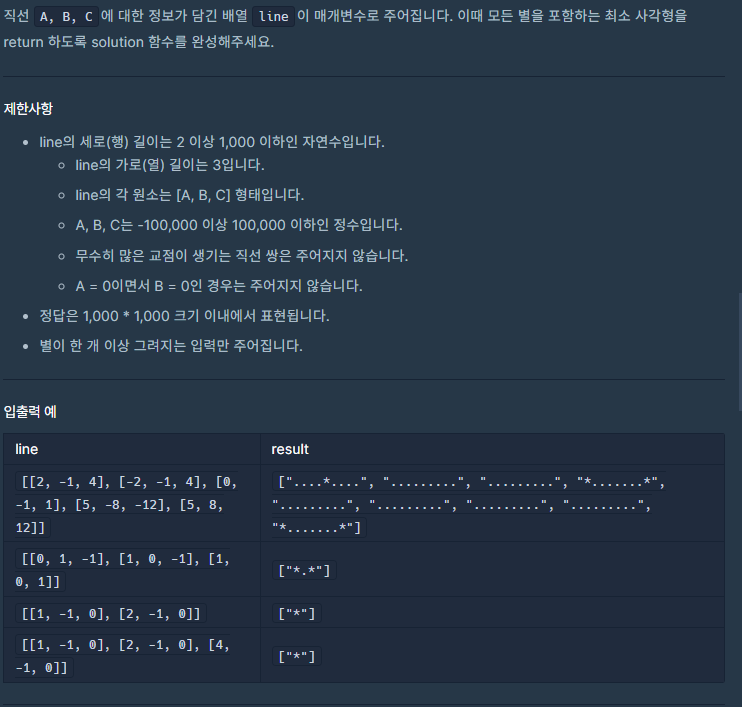 직선 A, B, C 에 대한 정보가 담긴 배열 line 이 매개변수로 주어집니다. 이때 모든 별을 포함하는 최소 사각형을
return 하도록 solution 함수를 완성해주세요.
제한사항
• line의 세로(행) 길이는 2 이상 1,000 이하인 자연수입니다.
◦ line의 가로(열) 길이는 3입니다.
◦ line의 각 원소는 [A, B, C] 형태입니다.
◦ A, B, C는 -100,000 이상 100,000 이하인 정수입니다.
◦ 무수히 많은 교점이 생기는 직선 쌍은 주어지지 않습니다.
◦ A = 0이면서 B = 0인 경우는 주어지지 않습니다.
• 정답은 1,000 * 1,000 크기 이내에서 표현됩니다.
• 별이 한 개 이상 그려지는 입력만 주어집니다.
입출력 예
line result
[[2, -1, 4], [-2, -1, 4], [0,
-1, 1], [5, -8, -12], [5, 8,
12]]
["....*....", ".........", ".........", "*.......*",
".........", ".........", ".........", ".........",
"*.......*"]
[[0, 1, -1], [1, 0, -1], [1,
0, 1]]
["*.*"]
[[1, -1, 0], [2, -1, 0]]
["*"]
[[1, -1, 0], [2, -1, 0], [4,
-1, 0]]
["*"]